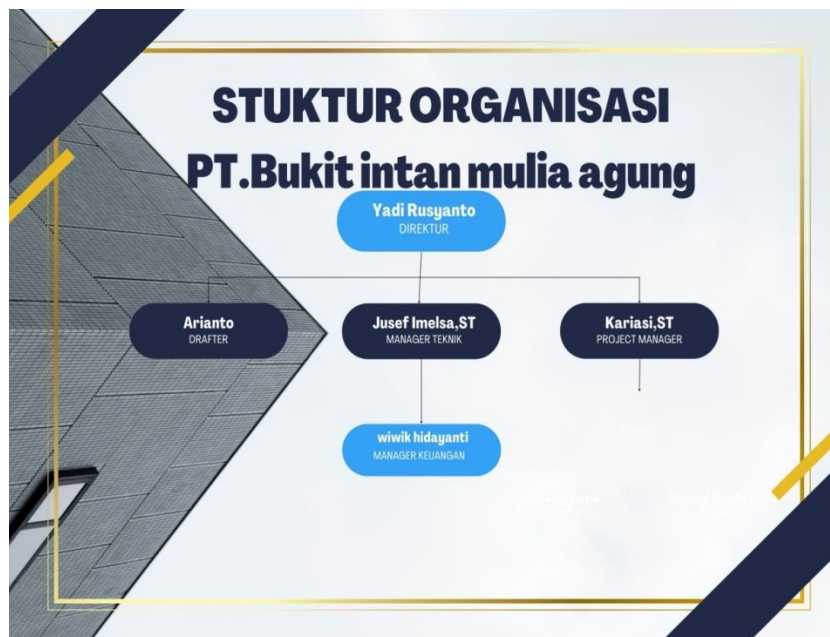 STUKTUR ORGANISASI
PT.Bukit intan mulia agung
Yadi Rusyanto
DIREKTUR
Arianto
DRAFTER
Jusef Imelsa,ST
MANAGER TEKNIK
Kariasi,ST
PROJECT MANAGER
wiwik hidayanti
MANAGER KEUANGAN